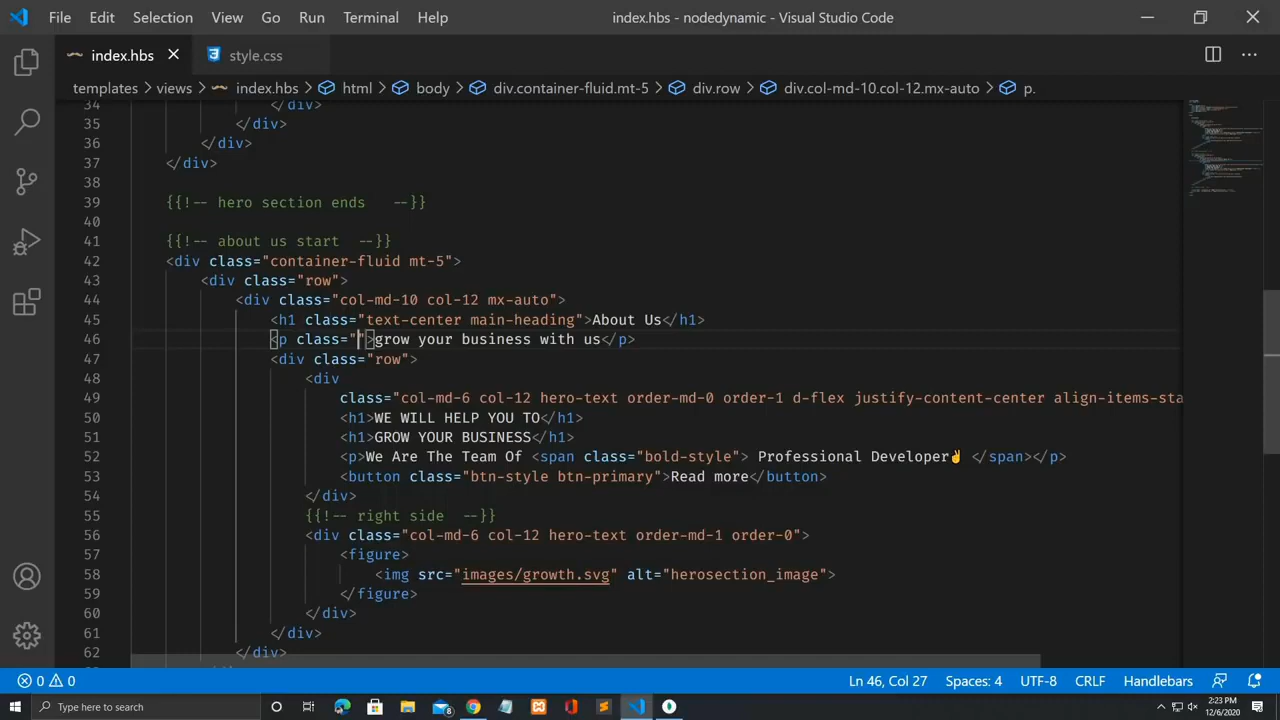 File Edit Selection View Go Run Terminal Help index.hbs - nodedynamic - Visual Studio Code
index.hbs style.css
templates views index.hbs html body div.container-fluid.mt-5 div.row div.col-md-10.col-12.mx-auto p.
34 </div>
35 </div>
36 </div>
37 </div>
38
39 {{!-- hero section ends --}}
40
41 {{!-- about us start --}}
42 <div class="container-fluid mt-5">
43 <div class="row">
44 <div class="col-md-10 col-12 mx-auto">
45 <h1 class="text-center main-heading">About Us</h1>
46 <p class="">grow your business with us</p>
47 <div class="row">
48 <div
49 class="col-md-6 col-12 hero-text order-md-0 order-1 d-flex justify-content-center align-items-sta
50 <h1>WE WILL HELP YOU TO</h1>
51 <h1>GROW YOUR BUSINESS</h1>
52 <p>We Are The Team Of <span class="bold-style"> Professional Developer✌ </span></p>
53 <button class="btn-style btn-primary">Read more</button>
54 </div>
55 {{!-- right side --}}
56 <div class="col-md-6 col-12 hero-text order-md-1 order-0">
57 <figure>
58 <img src="images/growth.svg" alt="herosection_image">
59 </figure>
60 </div>
61 </div>
62 </div>
0 0 Ln 46, Col 27 Spaces: 4 UTF-8 CRLF Handlebars
Type here to search 2:23 PM
12/6/2020